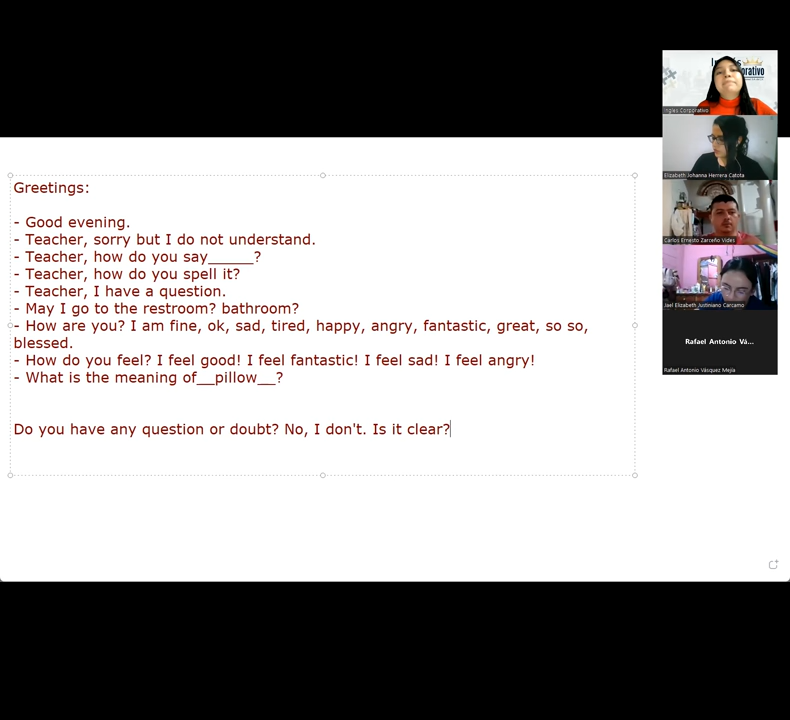 Greetings:
- Good evening.
- Teacher, sorry but I do not understand.
- Teacher, how do you say_____?
- Teacher, how do you spell it?
- Teacher, I have a question.
- May I go to the restroom? bathroom?
- How are you? I am fine, ok, sad, tired, happy, angry, fantastic, great, so so,
blessed.
- How do you feel? I feel good! I feel fantastic! I feel sad! I feel angry!
- What is the meaning of__pillow__?
Do you have any question or doubt? No, I don't. Is it clear?
Inglés Corporativo
Elizabeth Johanna Herrera Catota
Carlos Ernesto Zarceño Vides
Jael Elizabeth Justiniano Carcamo
Rafael Antonio Vá...
Rafael Antonio Vásquez Mejía